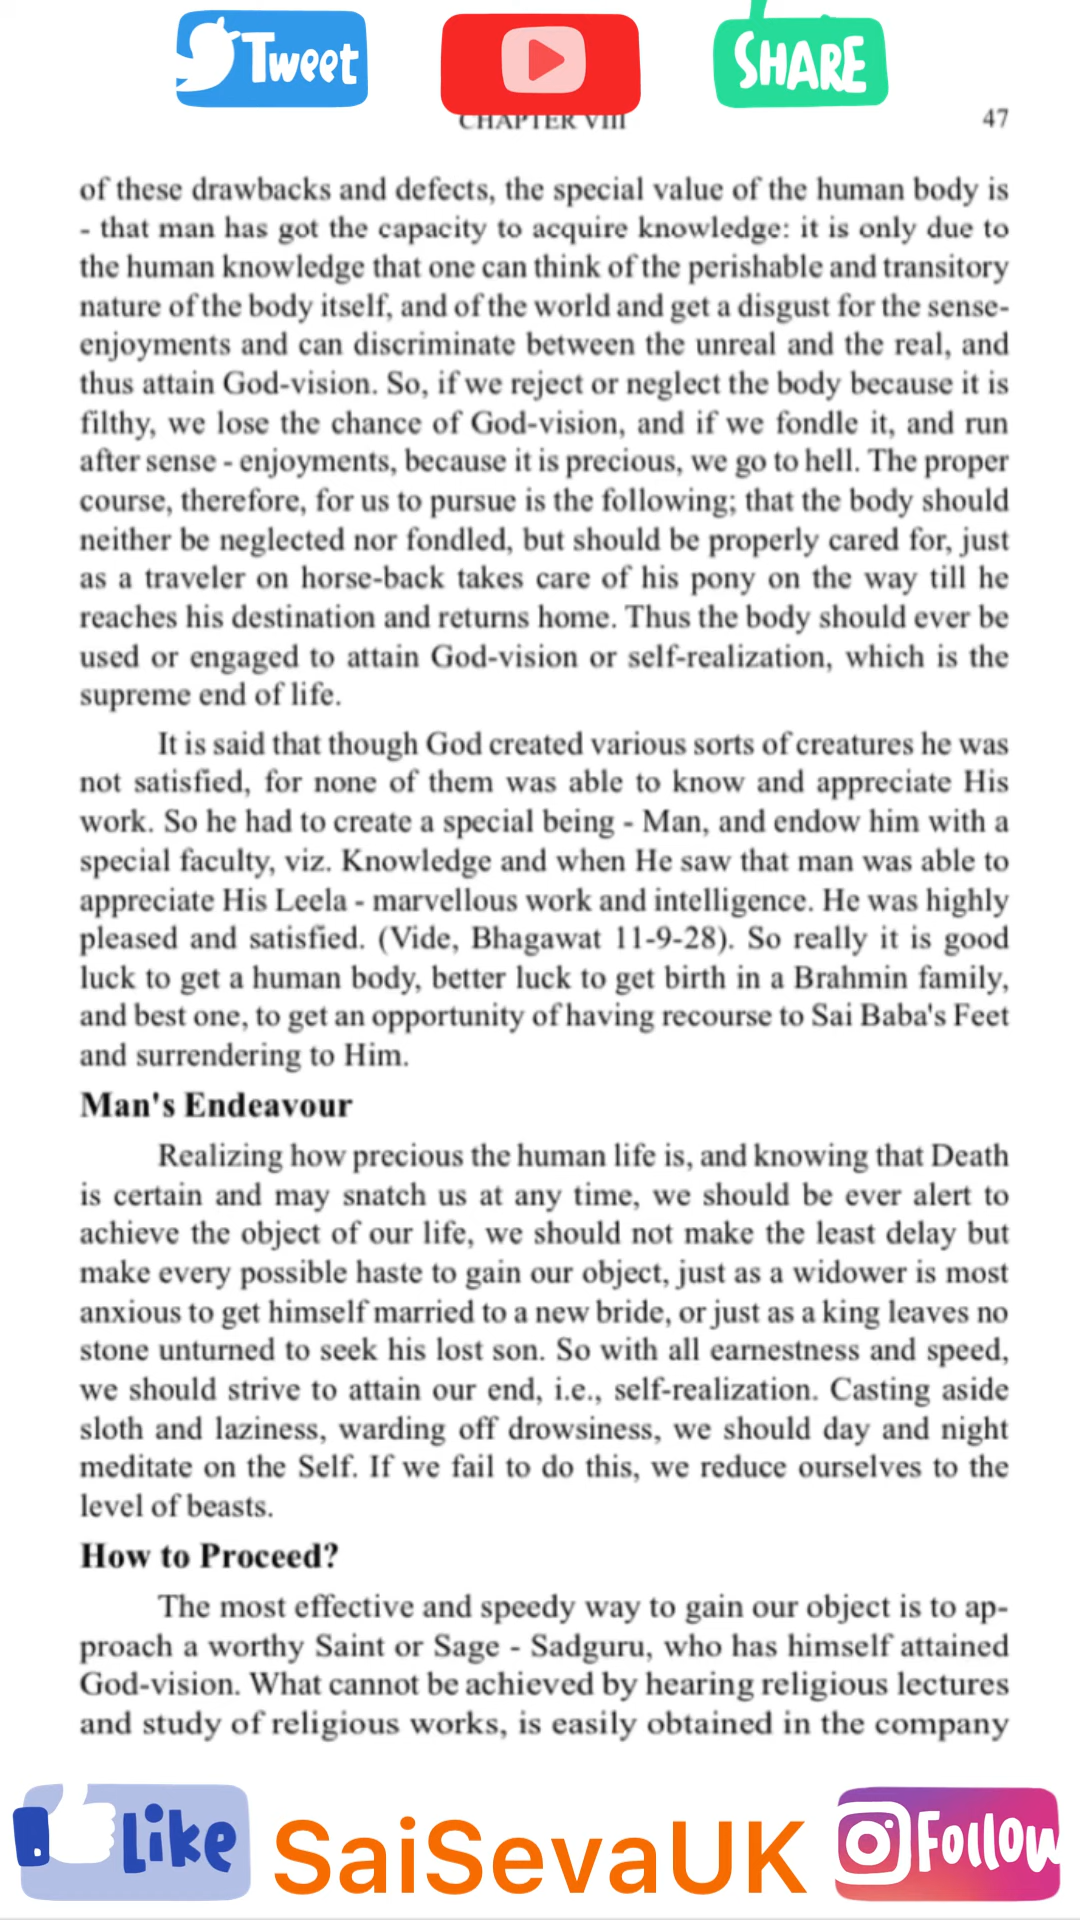 Tweet
SHARE
CHAPTER VIII 47
of these drawbacks and defects, the special value of the human body is
- that man has got the capacity to acquire knowledge: it is only due to
the human knowledge that one can think of the perishable and transitory
nature of the body itself, and of the world and get a disgust for the sense-
enjoyments and can discriminate between the unreal and the real, and
thus attain God-vision. So, if we reject or neglect the body because it is
filthy, we lose the chance of God-vision, and if we fondle it, and run
after sense - enjoyments, because it is precious, we go to hell. The proper
course, therefore, for us to pursue is the following; that the body should
neither be neglected nor fondled, but should be properly cared for, just
as a traveler on horse-back takes care of his pony on the way till he
reaches his destination and returns home. Thus the body should ever be
used or engaged to attain God-vision or self-realization, which is the
supreme end of life.
It is said that though God created various sorts of creatures he was
not satisfied, for none of them was able to know and appreciate His
work. So he had to create a special being - Man, and endow him with a
special faculty, viz. Knowledge and when He saw that man was able to
appreciate His Leela - marvellous work and intelligence. He was highly
pleased and satisfied. (Vide, Bhagawat 11-9-28). So really it is good
luck to get a human body, better luck to get birth in a Brahmin family,
and best one, to get an opportunity of having recourse to Sai Baba's Feet
and surrendering to Him.
Man's Endeavour
Realizing how precious the human life is, and knowing that Death
is certain and may snatch us at any time, we should be ever alert to
achieve the object of our life, we should not make the least delay but
make every possible haste to gain our object, just as a widower is most
anxious to get himself married to a new bride, or just as a king leaves no
stone unturned to seek his lost son. So with all earnestness and speed,
we should strive to attain our end, i.e., self-realization. Casting aside
sloth and laziness, warding off drowsiness, we should day and night
meditate on the Self. If we fail to do this, we reduce ourselves to the
level of beasts.
How to Proceed?
The most effective and speedy way to gain our object is to ap-
proach a worthy Saint or Sage - Sadguru, who has himself attained
God-vision. What cannot be achieved by hearing religious lectures
and study of religious works, is easily obtained in the company
Like
SaiSevaUK
Follow